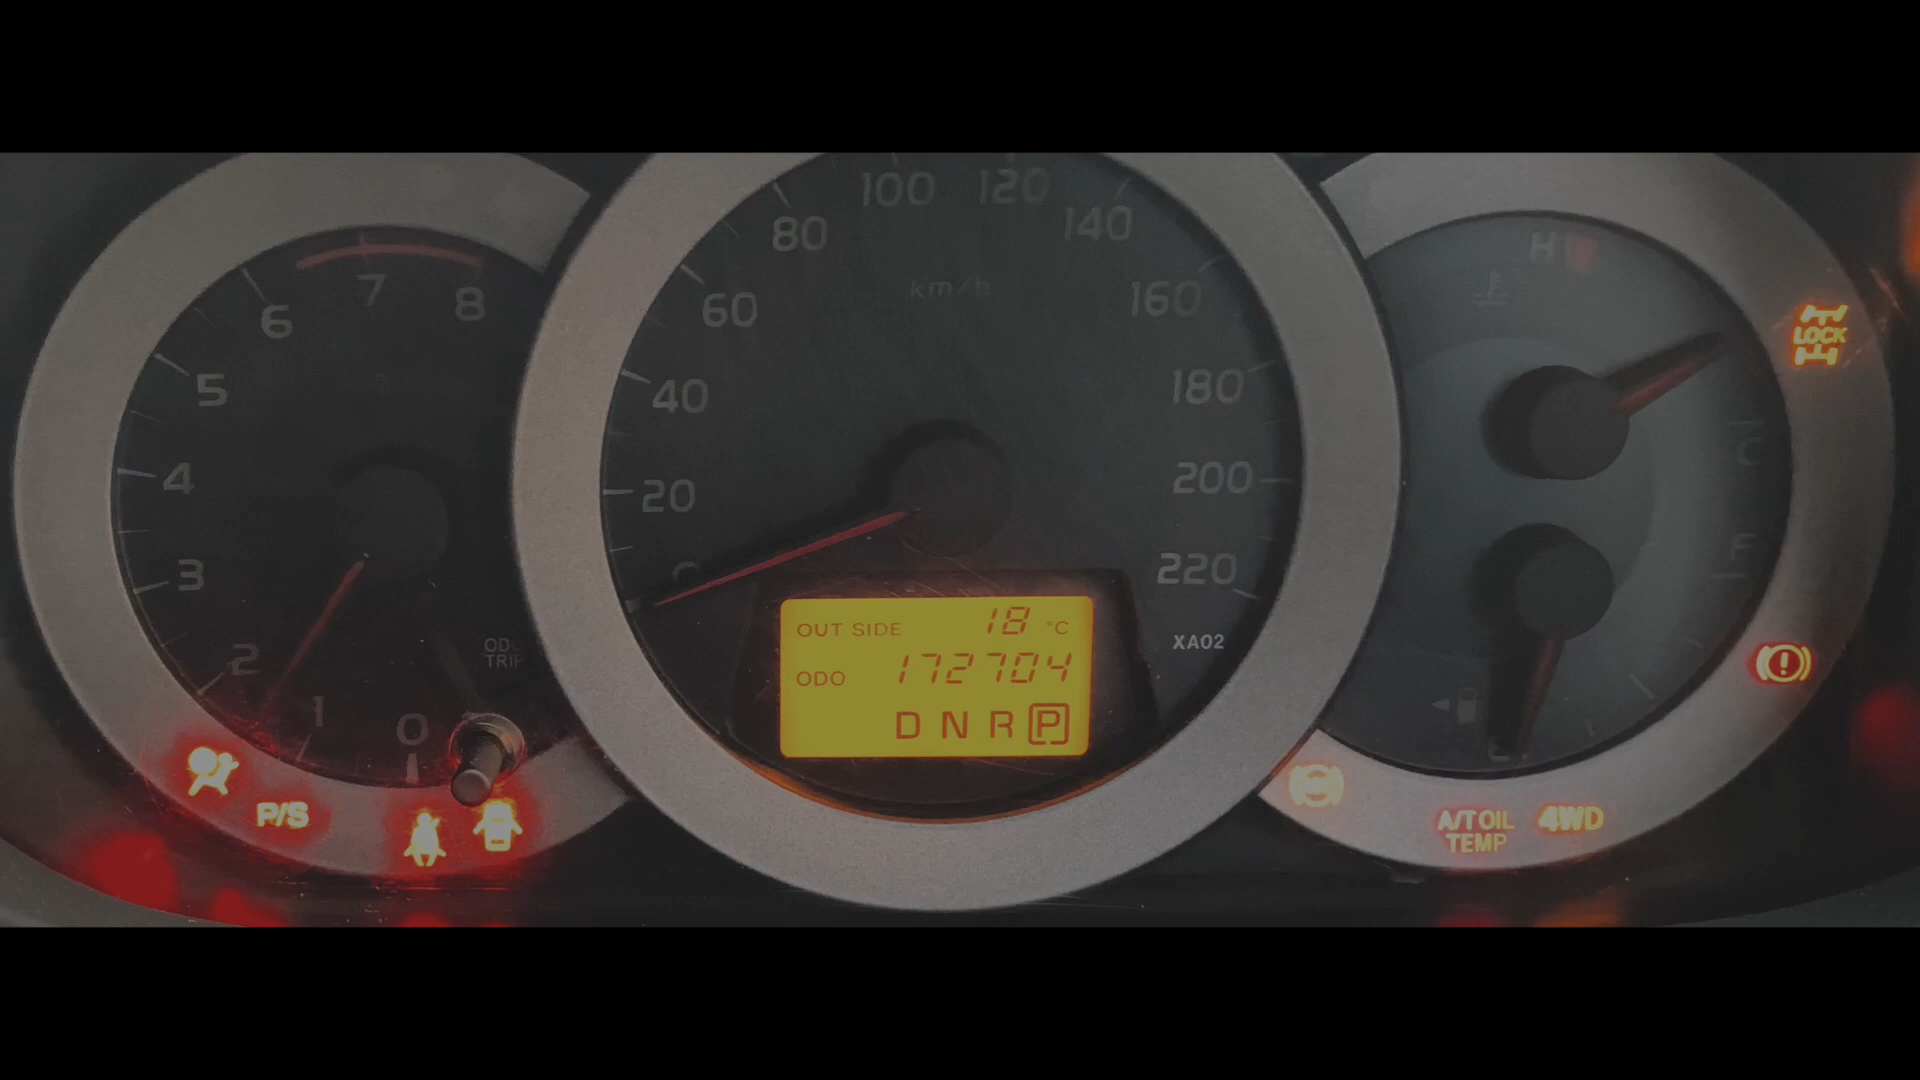 0
1
2
3
4
5
6
7
8
ODO
TRIP
P/S
0
20
40
60
80
100
120
140
160
180
200
220
km/h
XA02
OUT SIDE 18 °C
ODO 172704
D N R P
H
C
F
E
LOCK
A/T OIL
TEMP
4WD